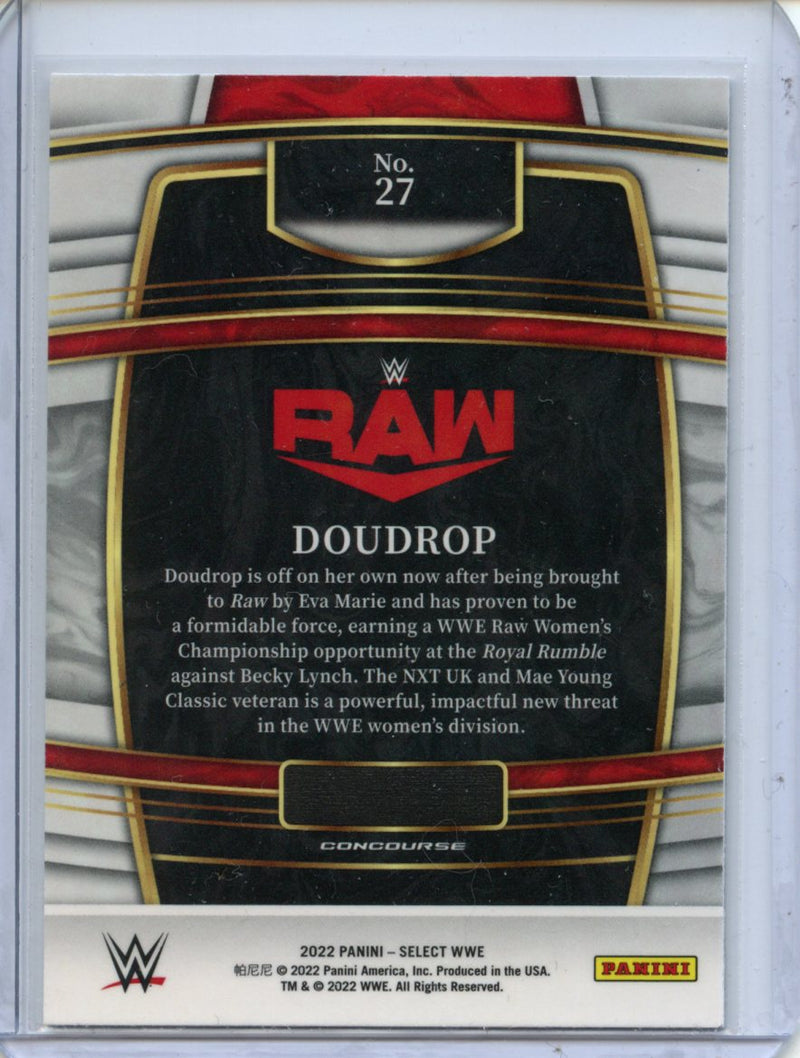 No.
27
W
RAW
DOUDROP
Doudrop is off on her own now after being brought
to Raw by Eva Marie and has proven to be
a formidable force, earning a WWE Raw Women's
Championship opportunity at the Royal Rumble
against Becky Lynch. The NXT UK and Mae Young
Classic veteran is a powerful, impactful new threat
in the WWE women's division.
CONCOURSE
W
2022 PANINI – SELECT WWE
帕尼尼 © 2022 Panini America, Inc. Produced in the USA.
TM & © 2022 WWE. All Rights Reserved.
PANINI